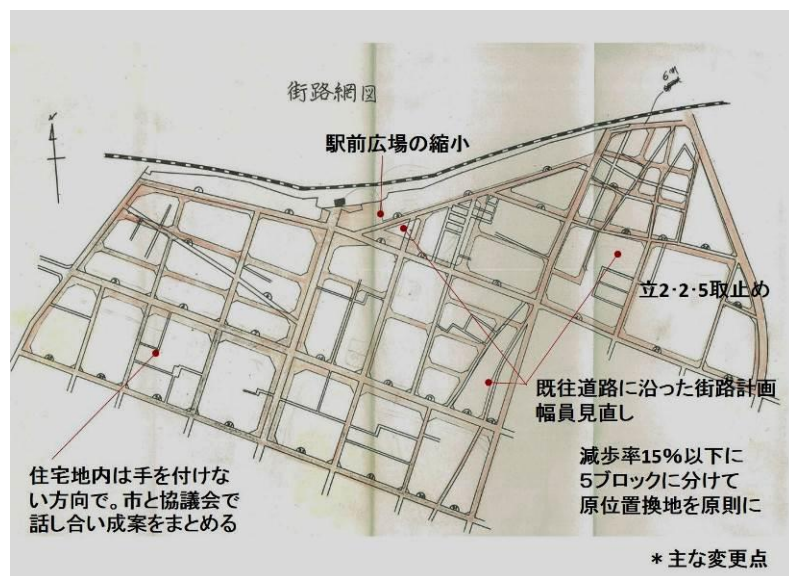 街路網図
6m
駅前広場の縮小
立2・2・5取止め
既往道路に沿った街路計画
幅員見直し
減歩率15%以下に
5ブロックに分けて
原位置換地を原則に
住宅地内は手を付けな
い方向で。市と協議会で
話し合い成案をまとめる
*主な変更点